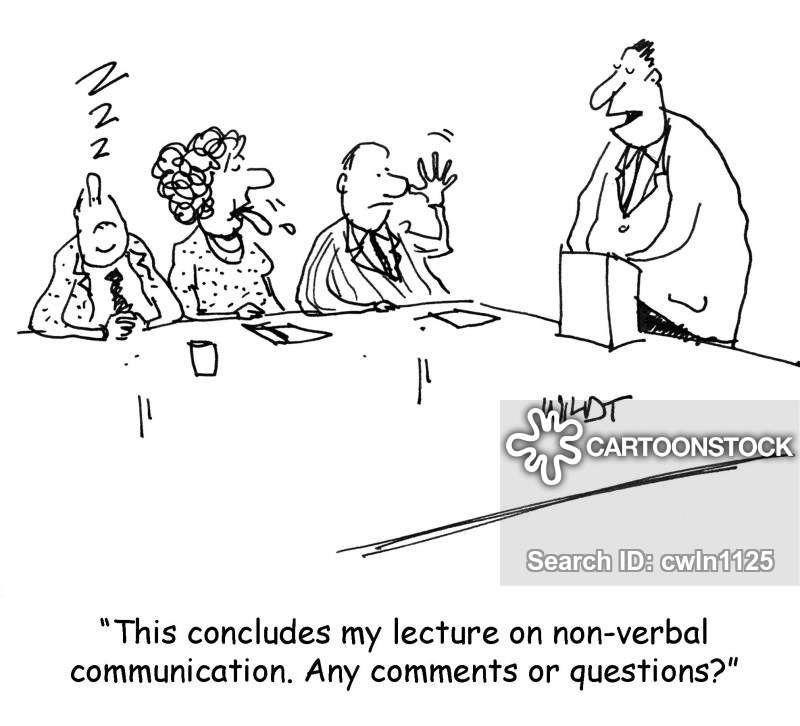 Z
Z
Z
WILDT
CARTOONSTOCK
Search ID: cwln1125
“This concludes my lecture on non-verbal
communication. Any comments or questions?”